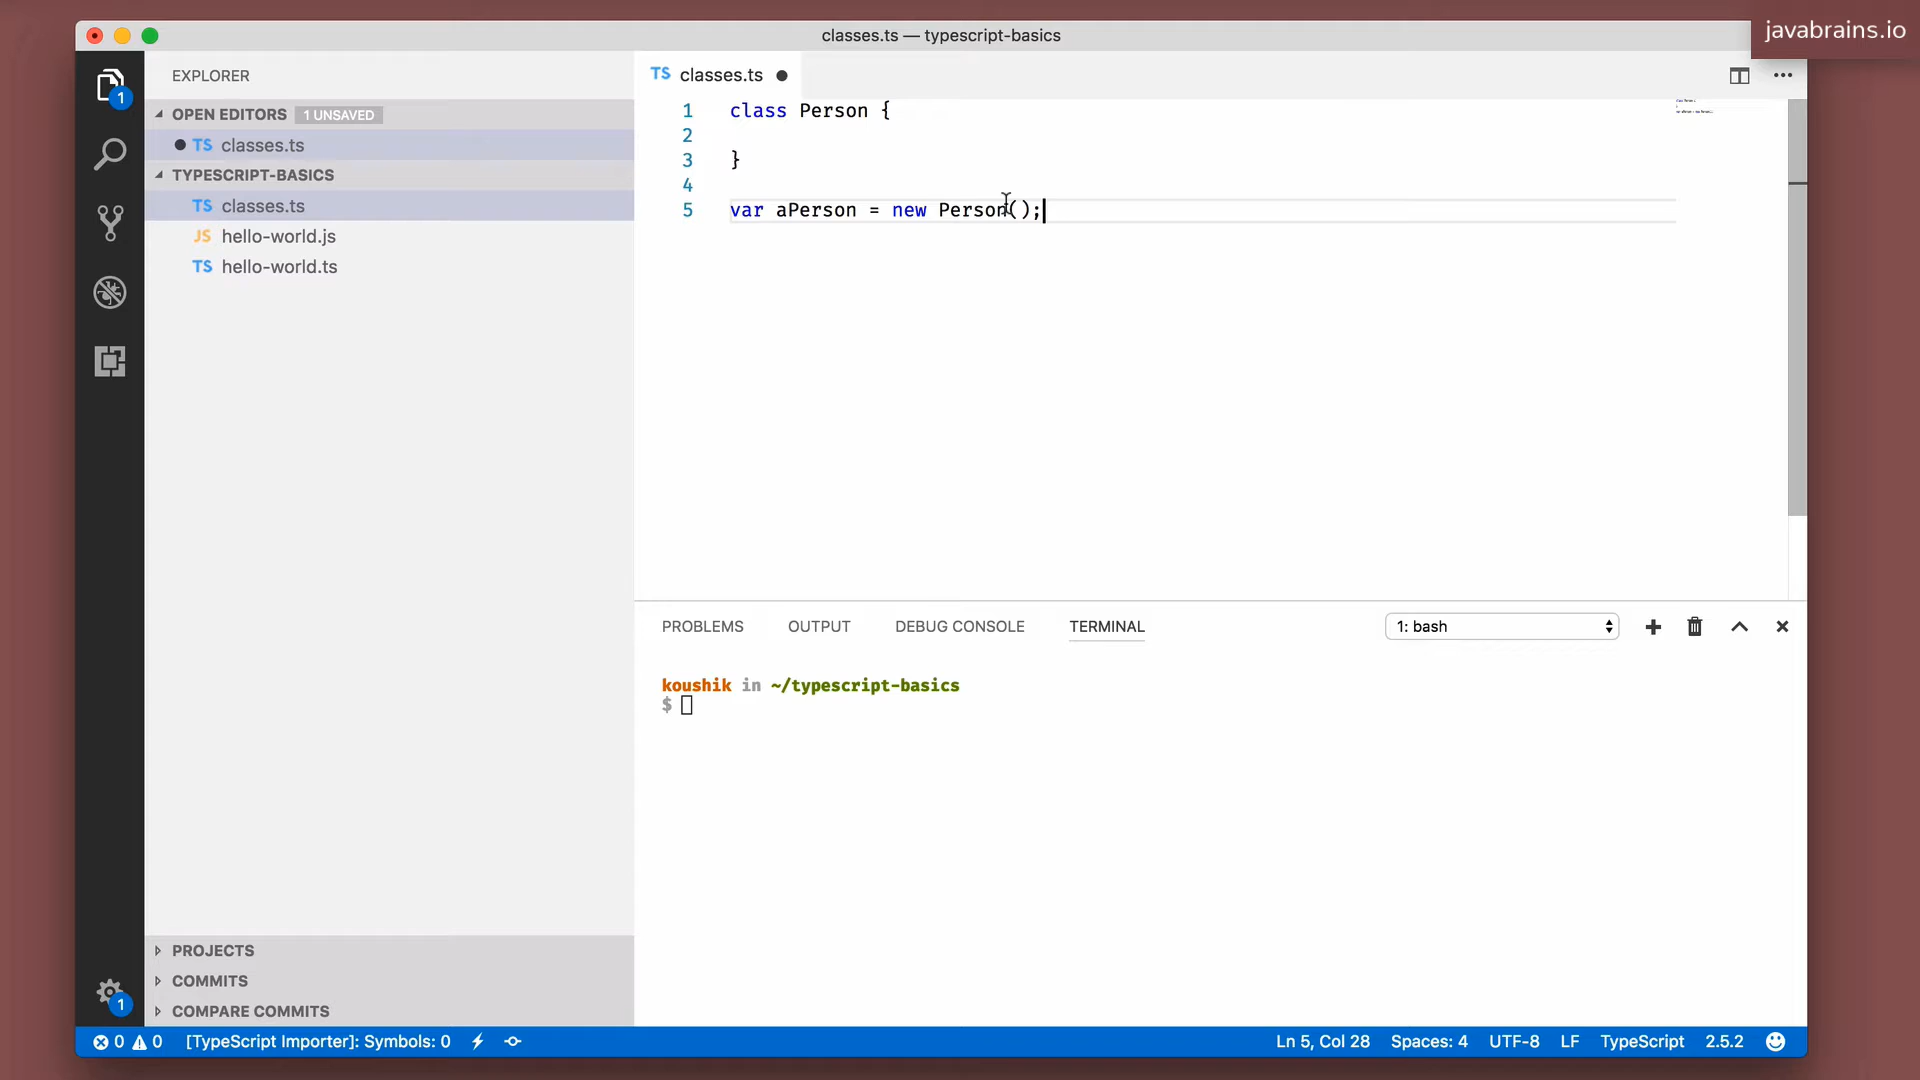 classes.ts — typescript-basics
javabrains.io
1
EXPLORER
OPEN EDITORS 1 UNSAVED
TS classes.ts
TYPESCRIPT-BASICS
TS classes.ts
JS hello-world.js
TS hello-world.ts
PROJECTS
COMMITS
COMPARE COMMITS
1
TS classes.ts
1 class Person {
2
3 }
4
5 var aPerson = new Person();
PROBLEMS OUTPUT DEBUG CONSOLE TERMINAL 1: bash
koushik in ~/typescript-basics
$
0 0 [TypeScript Importer]: Symbols: 0 Ln 5, Col 28 Spaces: 4 UTF-8 LF TypeScript 2.5.2